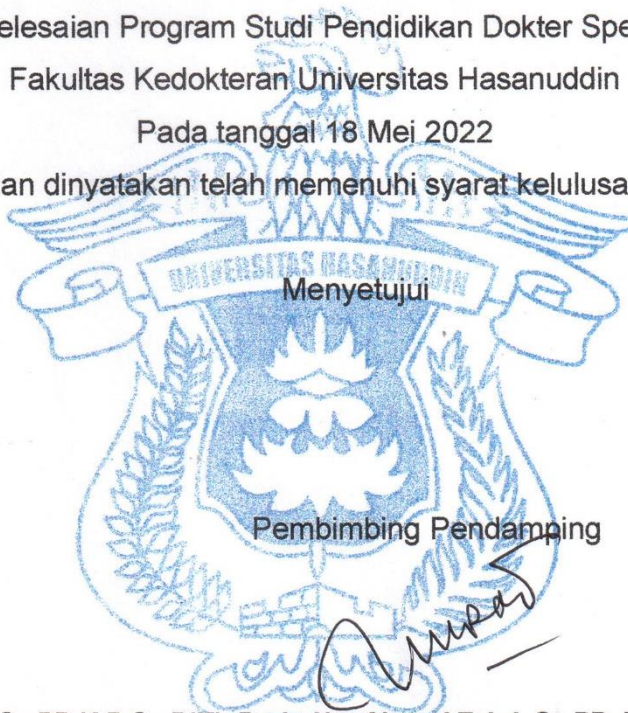 elesaian Program Studi Pendidikan Dokter Spe
Fakultas Kedokteran Universitas Hasanuddin
Pada tanggal 18 Mei 2022
an dinyatakan telah memenuhi syarat kelulusa
UNIVERSITAS HASANUDDIN
Menyetujui
Pembimbing Pendamping